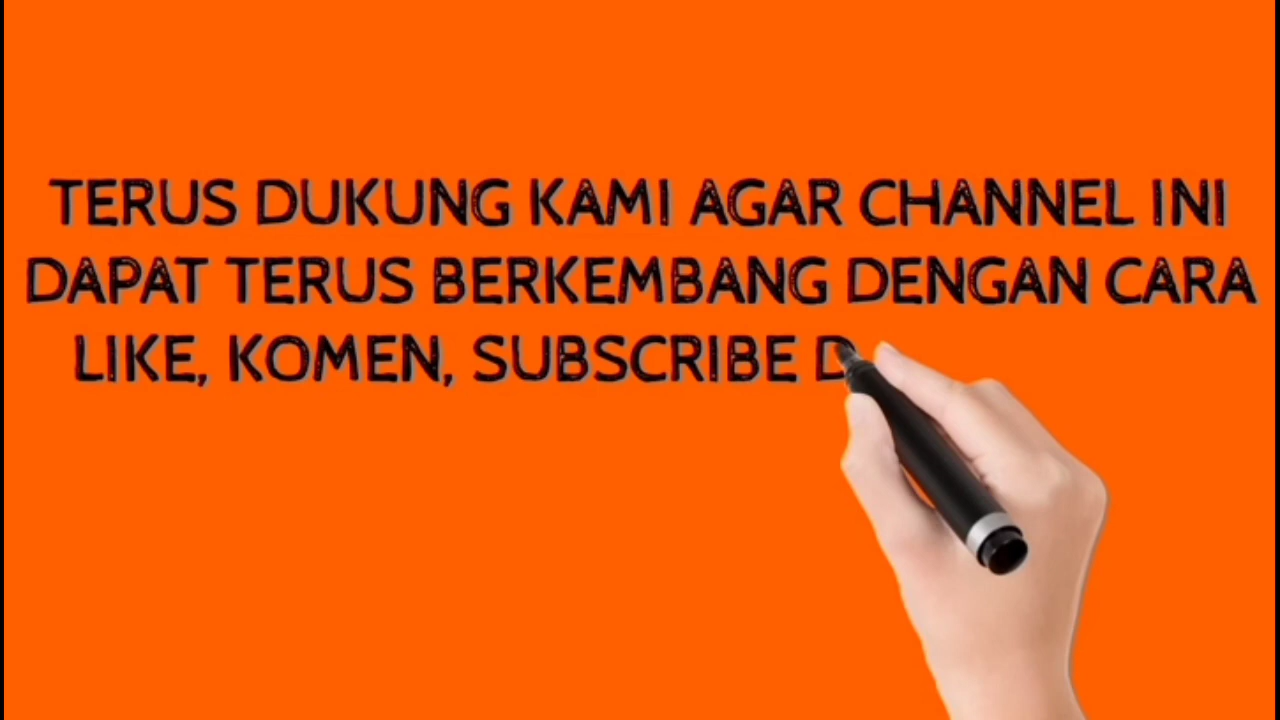 TERUS DUKUNG KAMI AGAR CHANNEL INI
DAPAT TERUS BERKEMBANG DENGAN CARA
LIKE, KOMEN, SUBSCRIBE D